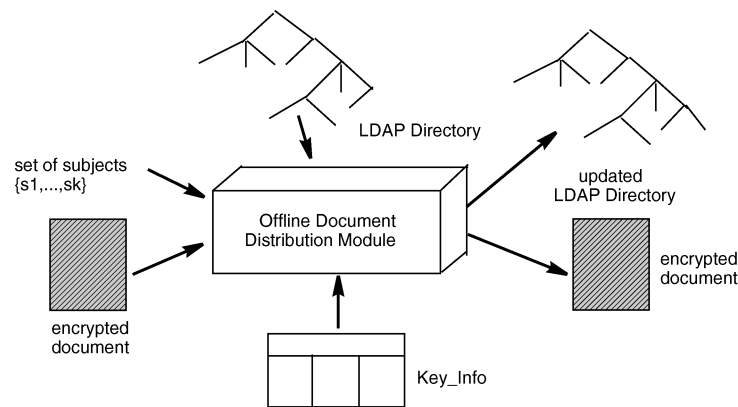 LDAP Directory
set of subjects
{s1,...,sk}
Offline Document
Distribution Module
updated
LDAP Directory
encrypted
document
encrypted
document
Key_Info